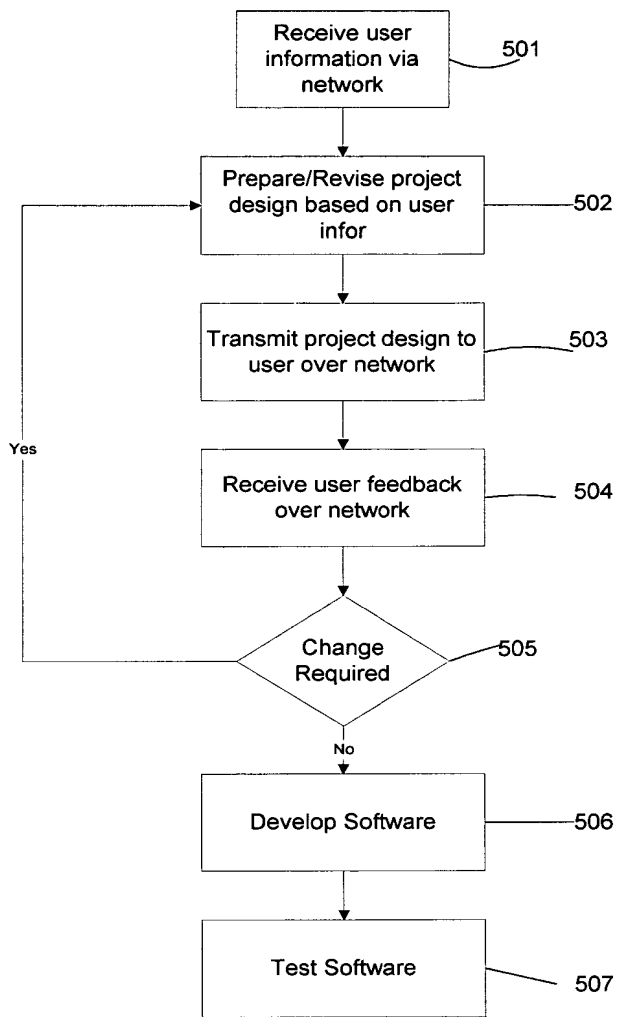 Receive user
information via
network
501
Prepare/Revise project
design based on user
infor
502
Transmit project design to
user over network
503
Yes
Receive user feedback
over network
504
Change
Required
505
No
Develop Software
506
Test Software
507